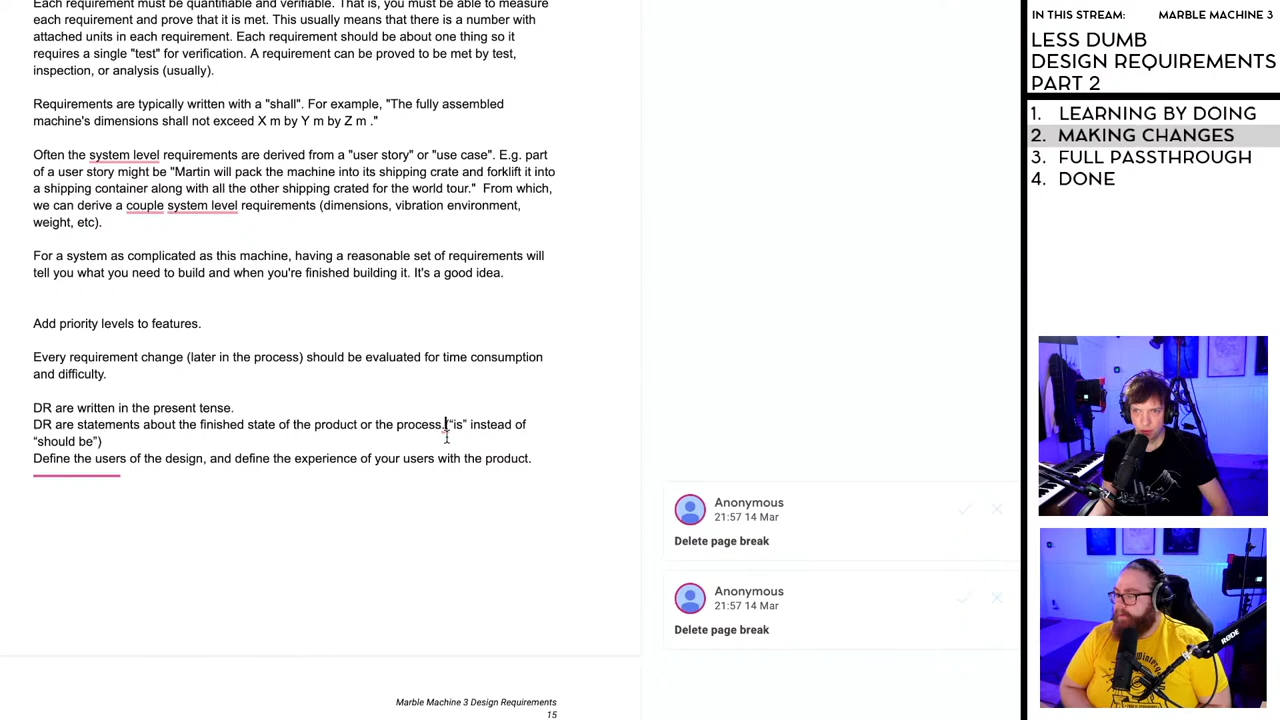 Each requirement must be quantifiable and verifiable. That is, you must be able to measure
each requirement and prove that it is met. This usually means that there is a number with
attached units in each requirement. Each requirement should be about one thing so it
requires a single "test" for verification. A requirement can be proved to be met by test,
inspection, or analysis (usually).
Requirements are typically written with a "shall". For example, "The fully assembled
machine's dimensions shall not exceed X m by Y m by Z m ."
Often the system level requirements are derived from a "user story" or "use case". E.g. part
of a user story might be "Martin will pack the machine into its shipping crate and forklift it into
a shipping container along with all the other shipping crated for the world tour."  From which,
we can derive a couple system level requirements (dimensions, vibration environment,
weight, etc).
For a system as complicated as this machine, having a reasonable set of requirements will
tell you what you need to build and when you're finished building it. It's a good idea.
Add priority levels to features.
Every requirement change (later in the process) should be evaluated for time consumption
and difficulty.
DR are written in the present tense.
DR are statements about the finished state of the product or the process.(“is” instead of
“should be”)
Define the users of the design, and define the experience of your users with the product.
Anonymous
21:57 14 Mar
Delete page break
Anonymous
21:57 14 Mar
Delete page break
Marble Machine 3 Design Requirements
15
IN THIS STREAM: MARBLE MACHINE 3
LESS DUMB
DESIGN REQUIREMENTS
PART 2
1. LEARNING BY DOING
2. MAKING CHANGES
3. FULL PASSTHROUGH
4. DONE
RØDE